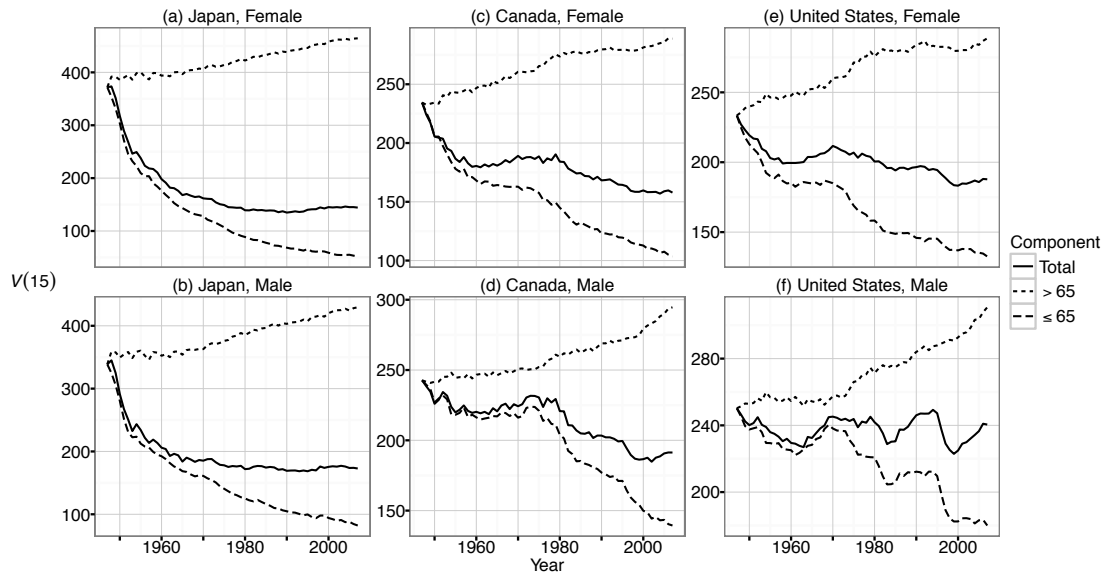 (a) Japan, Female
(c) Canada, Female
(e) United States, Female
400
300
200
100
250
200
150
100
250
200
150
V(15)
(b) Japan, Male
(d) Canada, Male
(f) United States, Male
400
300
200
100
300
250
200
150
280
240
200
1960 1980 2000
1960 1980 2000
1960 1980 2000
Year
Component
Total
> 65
≤ 65